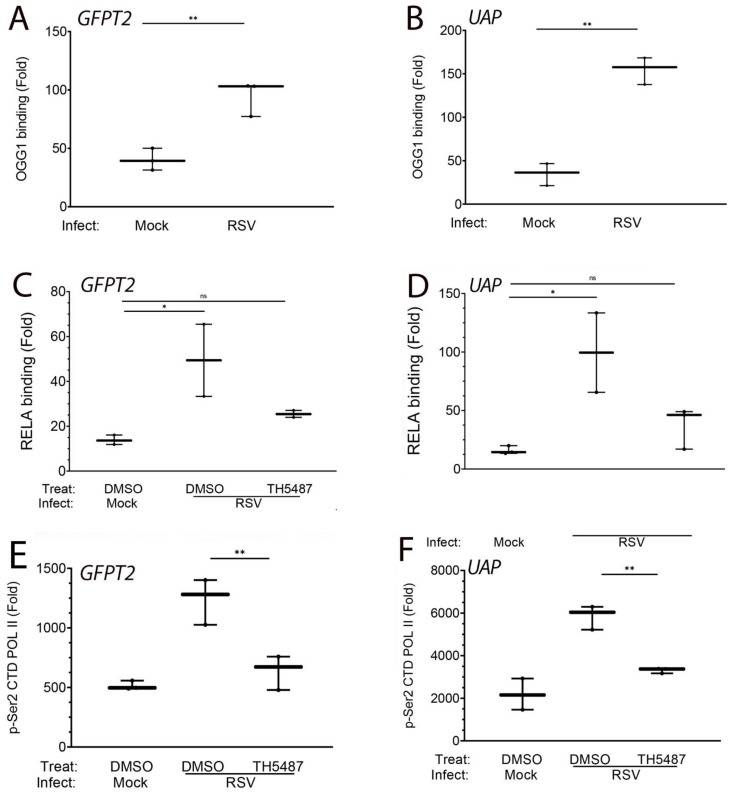 A GFPT2
**
OGG1 binding (Fold)
150
100
50
0
Infect: Mock RSV
B UAP
**
OGG1 binding (Fold)
200
150
100
50
0
Infect: Mock RSV
C GFPT2
ns
*
RELA binding (Fold)
80
60
40
20
0
Treat: DMSO DMSO TH5487
Infect: Mock RSV
D UAP
ns
*
RELA binding (Fold)
150
100
50
0
Infect: Mock RSV
E GFPT2
**
p-Ser2 CTD POL II (Fold)
1500
1000
500
0
Treat: DMSO DMSO TH5487
Infect: Mock RSV
F UAP
**
p-Ser2 CTD POL II (Fold)
8000
6000
4000
2000
0
Treat: DMSO DMSO TH5487
Infect: Mock RSV